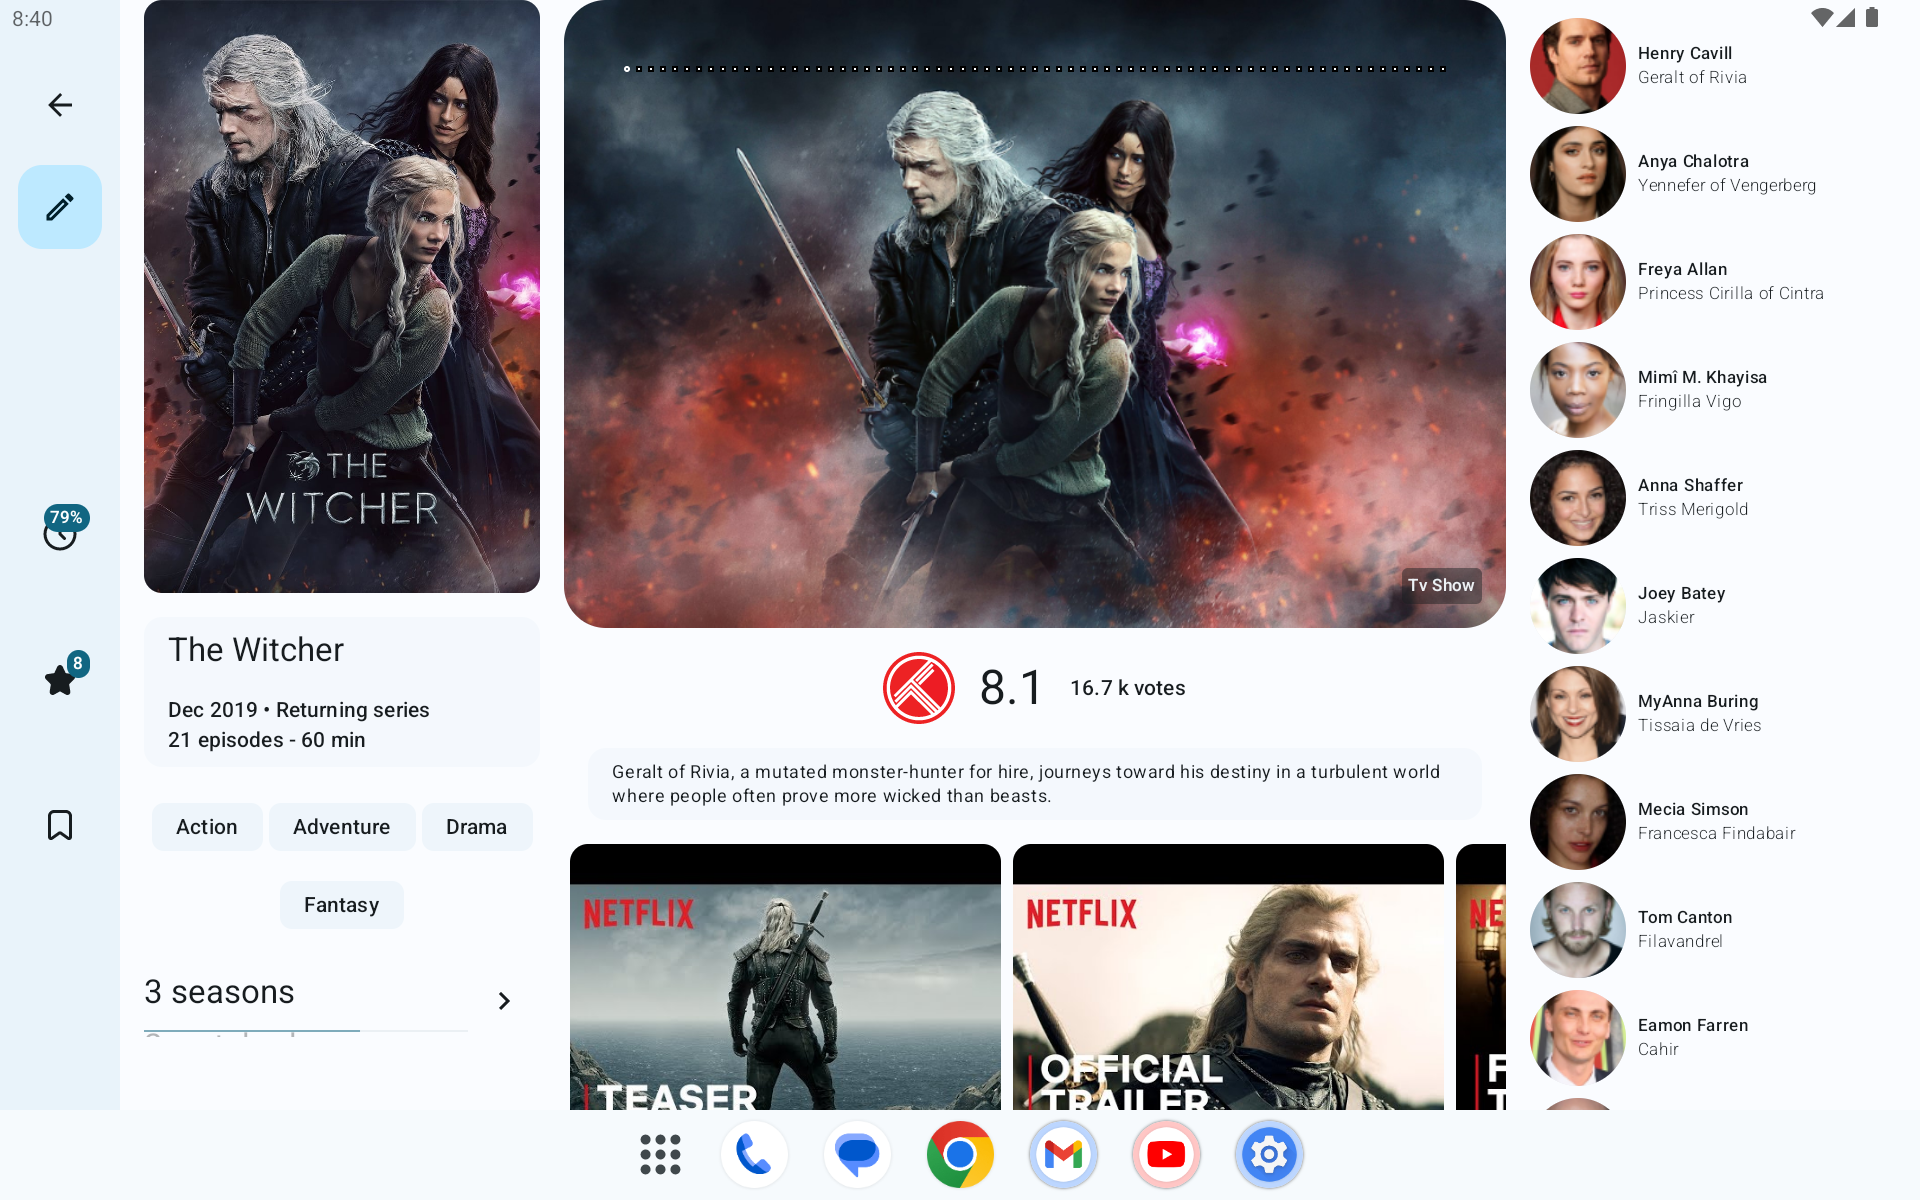 8:40
79%
8
THE
WITCHER
The Witcher
Dec 2019 • Returning series
21 episodes - 60 min
Action
Adventure
Drama
Fantasy
3 seasons
Tv Show
8.1
16.7 k votes
Geralt of Rivia, a mutated monster-hunter for hire, journeys toward his destiny in a turbulent world
where people often prove more wicked than beasts.
NETFLIX
TEASER
NETFLIX
OFFICIAL
TRAILER
NE
F
T
Henry Cavill
Geralt of Rivia
Anya Chalotra
Yennefer of Vengerberg
Freya Allan
Princess Cirilla of Cintra
Mimî M. Khayisa
Fringilla Vigo
Anna Shaffer
Triss Merigold
Joey Batey
Jaskier
MyAnna Buring
Tissaia de Vries
Mecia Simson
Francesca Findabair
Tom Canton
Filavandrel
Eamon Farren
Cahir